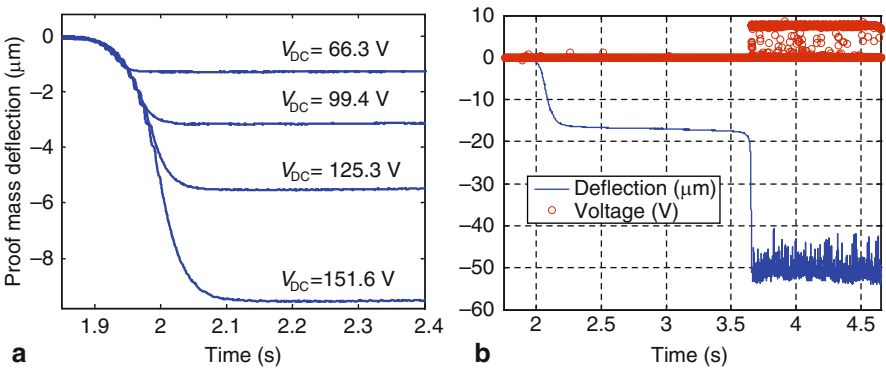 Proof mass deflection (μm)
0
−2
−4
−6
−8
V_DC = 66.3 V
V_DC = 99.4 V
V_DC = 125.3 V
V_DC =151.6 V
1.9
2
2.1
2.2
2.3
2.4
Time (s)
a
10
0
−10
−20
−30
−40
−50
−60
Deflection (μm)
Voltage (V)
2
2.5
3
3.5
4
4.5
Time (s)
b